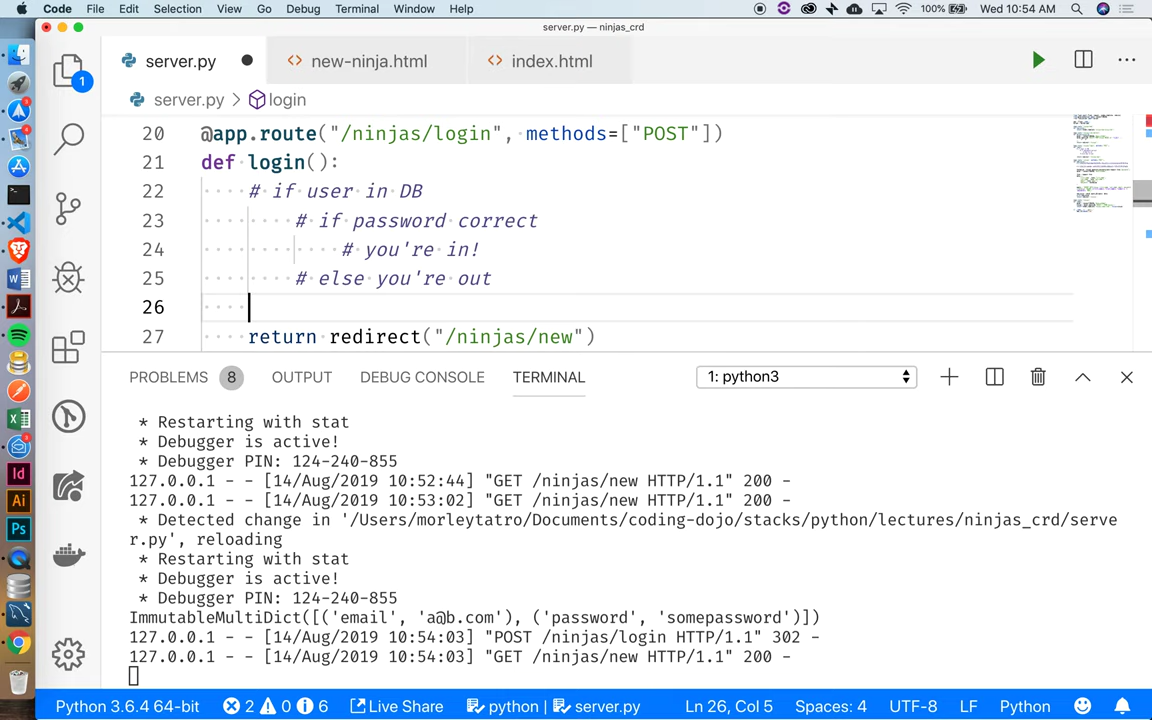 Code File Edit Selection View Go Debug Terminal Window Help 100% Wed 10:54 AM
server.py — ninjas_crd
server.py new-ninja.html index.html
1
server.py > login
20 @app.route("/ninjas/login", methods=["POST"])
21 def login():
22 # if user in DB
23 # if password correct
24 # you're in!
25 # else you're out
26
27 return redirect("/ninjas/new")
PROBLEMS 8 OUTPUT DEBUG CONSOLE TERMINAL 1: python3
* Restarting with stat
* Debugger is active!
* Debugger PIN: 124-240-855
127.0.0.1 - - [14/Aug/2019 10:52:44] "GET /ninjas/new HTTP/1.1" 200 -
127.0.0.1 - - [14/Aug/2019 10:53:02] "GET /ninjas/new HTTP/1.1" 200 -
* Detected change in '/Users/morleytatro/Documents/coding-dojo/stacks/python/lectures/ninjas_crd/serve
r.py', reloading
* Restarting with stat
* Debugger is active!
* Debugger PIN: 124-240-855
ImmutableMultiDict([('email', 'a@b.com'), ('password', 'somepassword')])
127.0.0.1 - - [14/Aug/2019 10:54:03] "POST /ninjas/login HTTP/1.1" 302 -
127.0.0.1 - - [14/Aug/2019 10:54:03] "GET /ninjas/new HTTP/1.1" 200 -
Id
Ai
Ps
Python 3.6.4 64-bit 2 0 6 Live Share python | server.py Ln 26, Col 5 Spaces: 4 UTF-8 LF Python